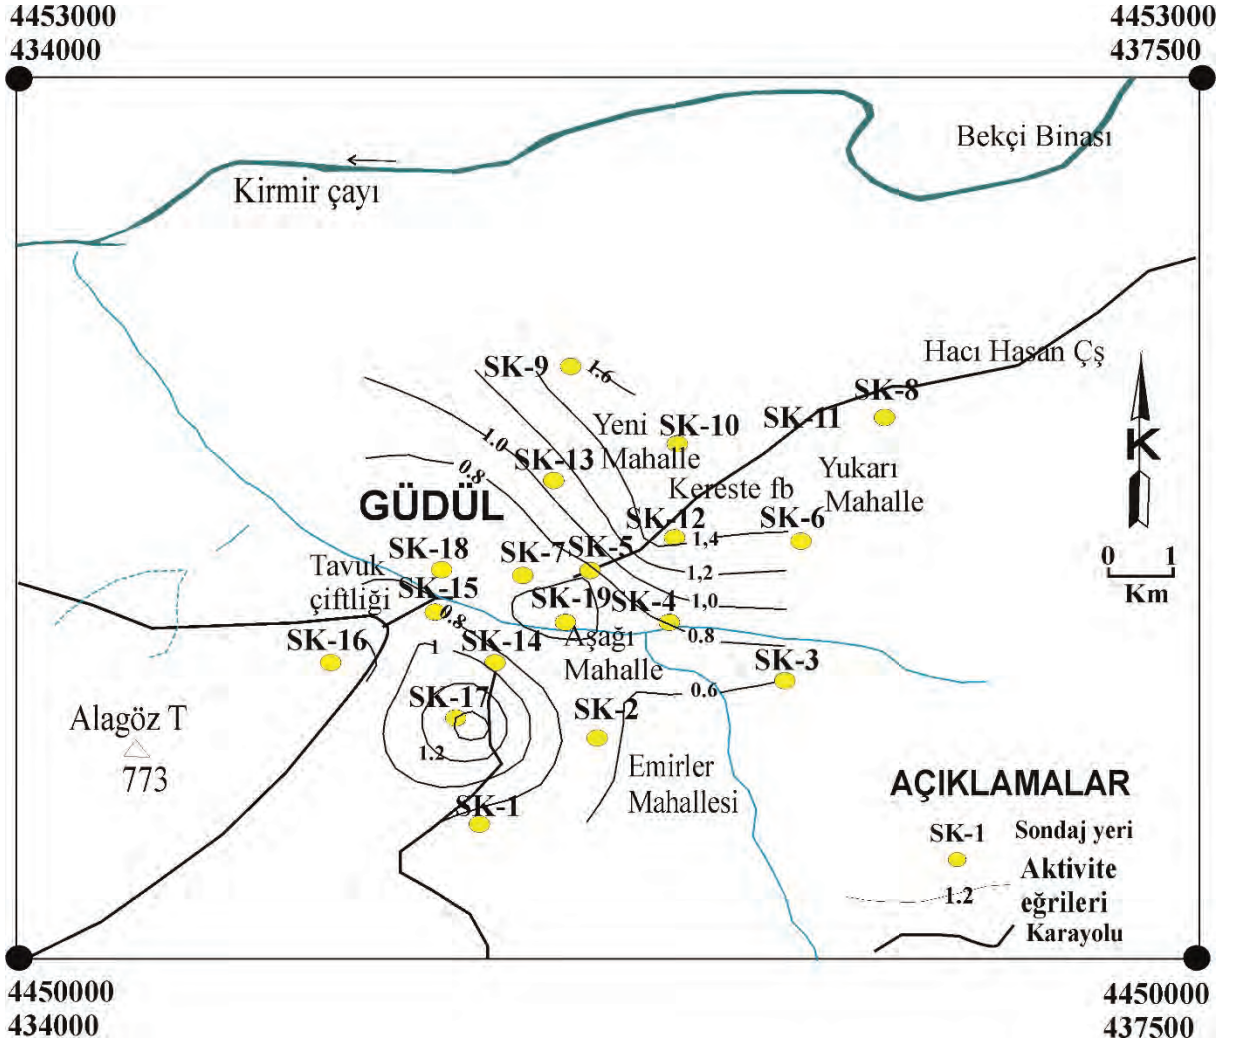 4453000
434000
4453000
437500
Bekçi Binası
Kirmir çayı
Hacı Hasan Çş
SK-9
1.6
SK-8
Yeni
Mahalle
SK-10
SK-11
1.0
SK-13
0.8
Yukarı
Mahalle
K
Kereste fb
GÜDÜL
SK-12
SK-6
1,4
SK-18
SK-7
SK-5
1,2
0 1
Km
Tavuk
çiftliği
SK-15
0.8
SK-19
SK-4
1,0
0.8
SK-16
SK-14
1
Aşağı
Mahalle
SK-3
0.6
SK-17
SK-2
1.2
Alagöz T
773
Emirler
Mahallesi
SK-1
AÇIKLAMALAR
SK-1 Sondaj yeri
1.2 Aktivite
eğrileri
Karayolu
4450000
434000
4450000
437500